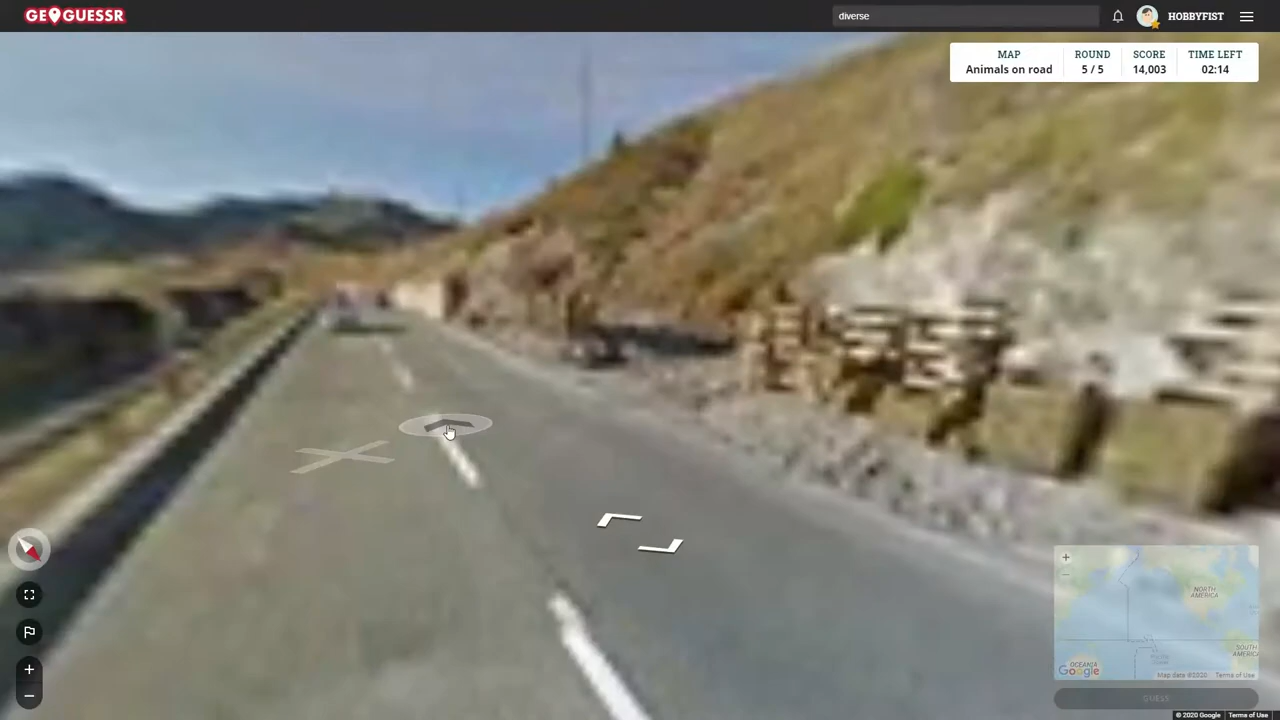 GEOGUESSR
diverse
HOBBYFIST
MAP
Animals on road
ROUND
5 / 5
SCORE
14,003
TIME LEFT
02:14
+
−
NORTH
AMERICA
SOUTH
AMERICA
OCEANIA
Google
Map data ©2020
Terms of Use
GUESS
© 2020 Google
Terms of Use